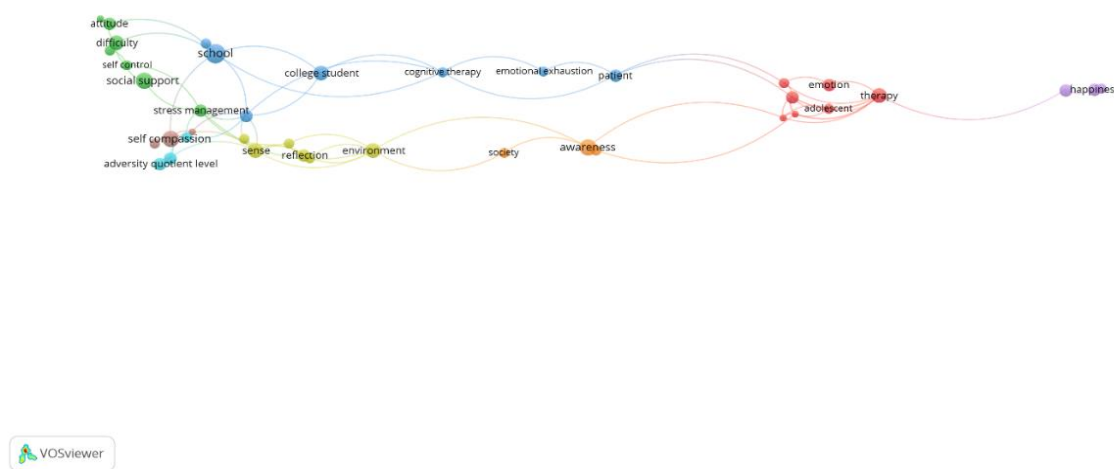 attitude
difficulty
school
self control
social support
college student
cognitive therapy
emotional exhaustion
patient
emotion
therapy
happines
adolescent
stress management
self compassion
sense
reflection
environment
society
awareness
adversity quotient level
VOSviewer